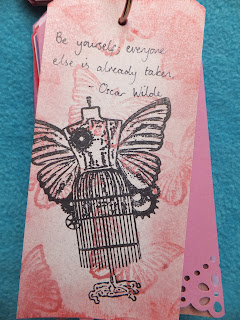 Be yourself; everyone
else is already taken
- Oscar Wilde